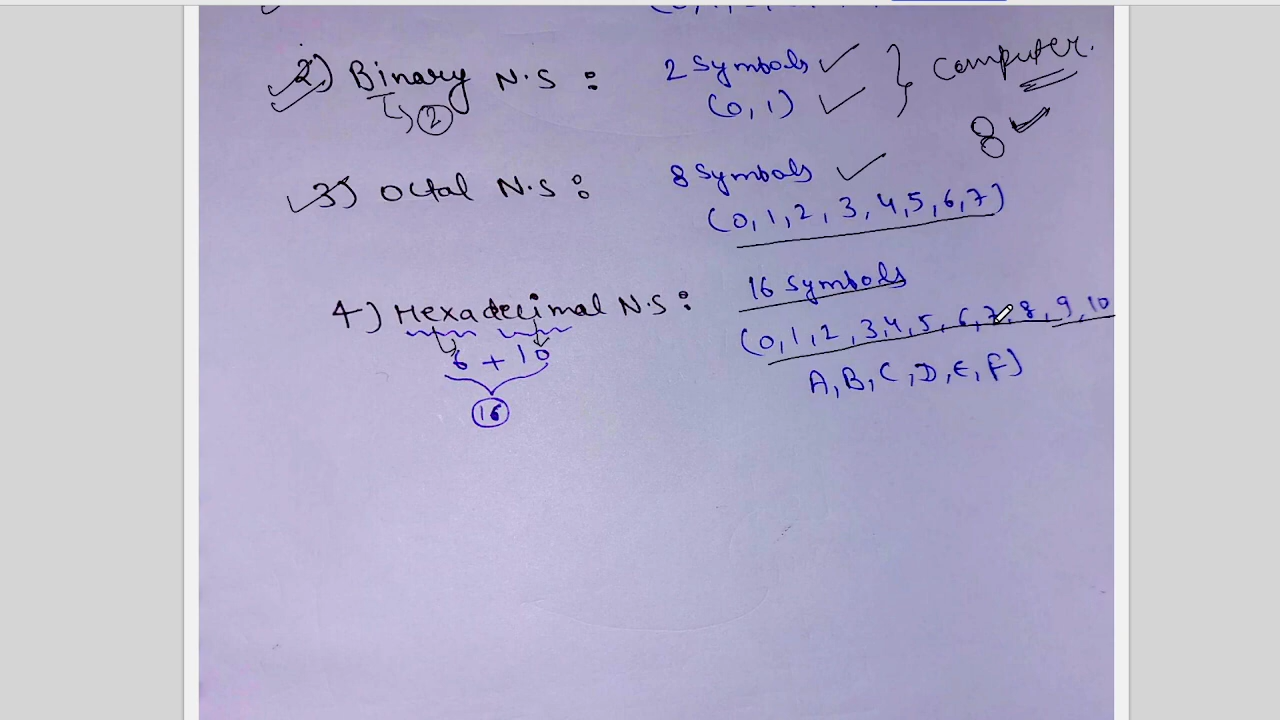 2) Binary N.S : 2 Symbols
(0, 1)
} Computer.
2
8
3) Octal N.S : 8 Symbols
(0, 1, 2, 3, 4, 5, 6, 7)
4) Hexadecimal N.S : 16 Symbols
(0, 1, 2, 3, 4, 5, 6, 7, 8, 9, 10
6 + 10
A, B, C, D, E, F)
16